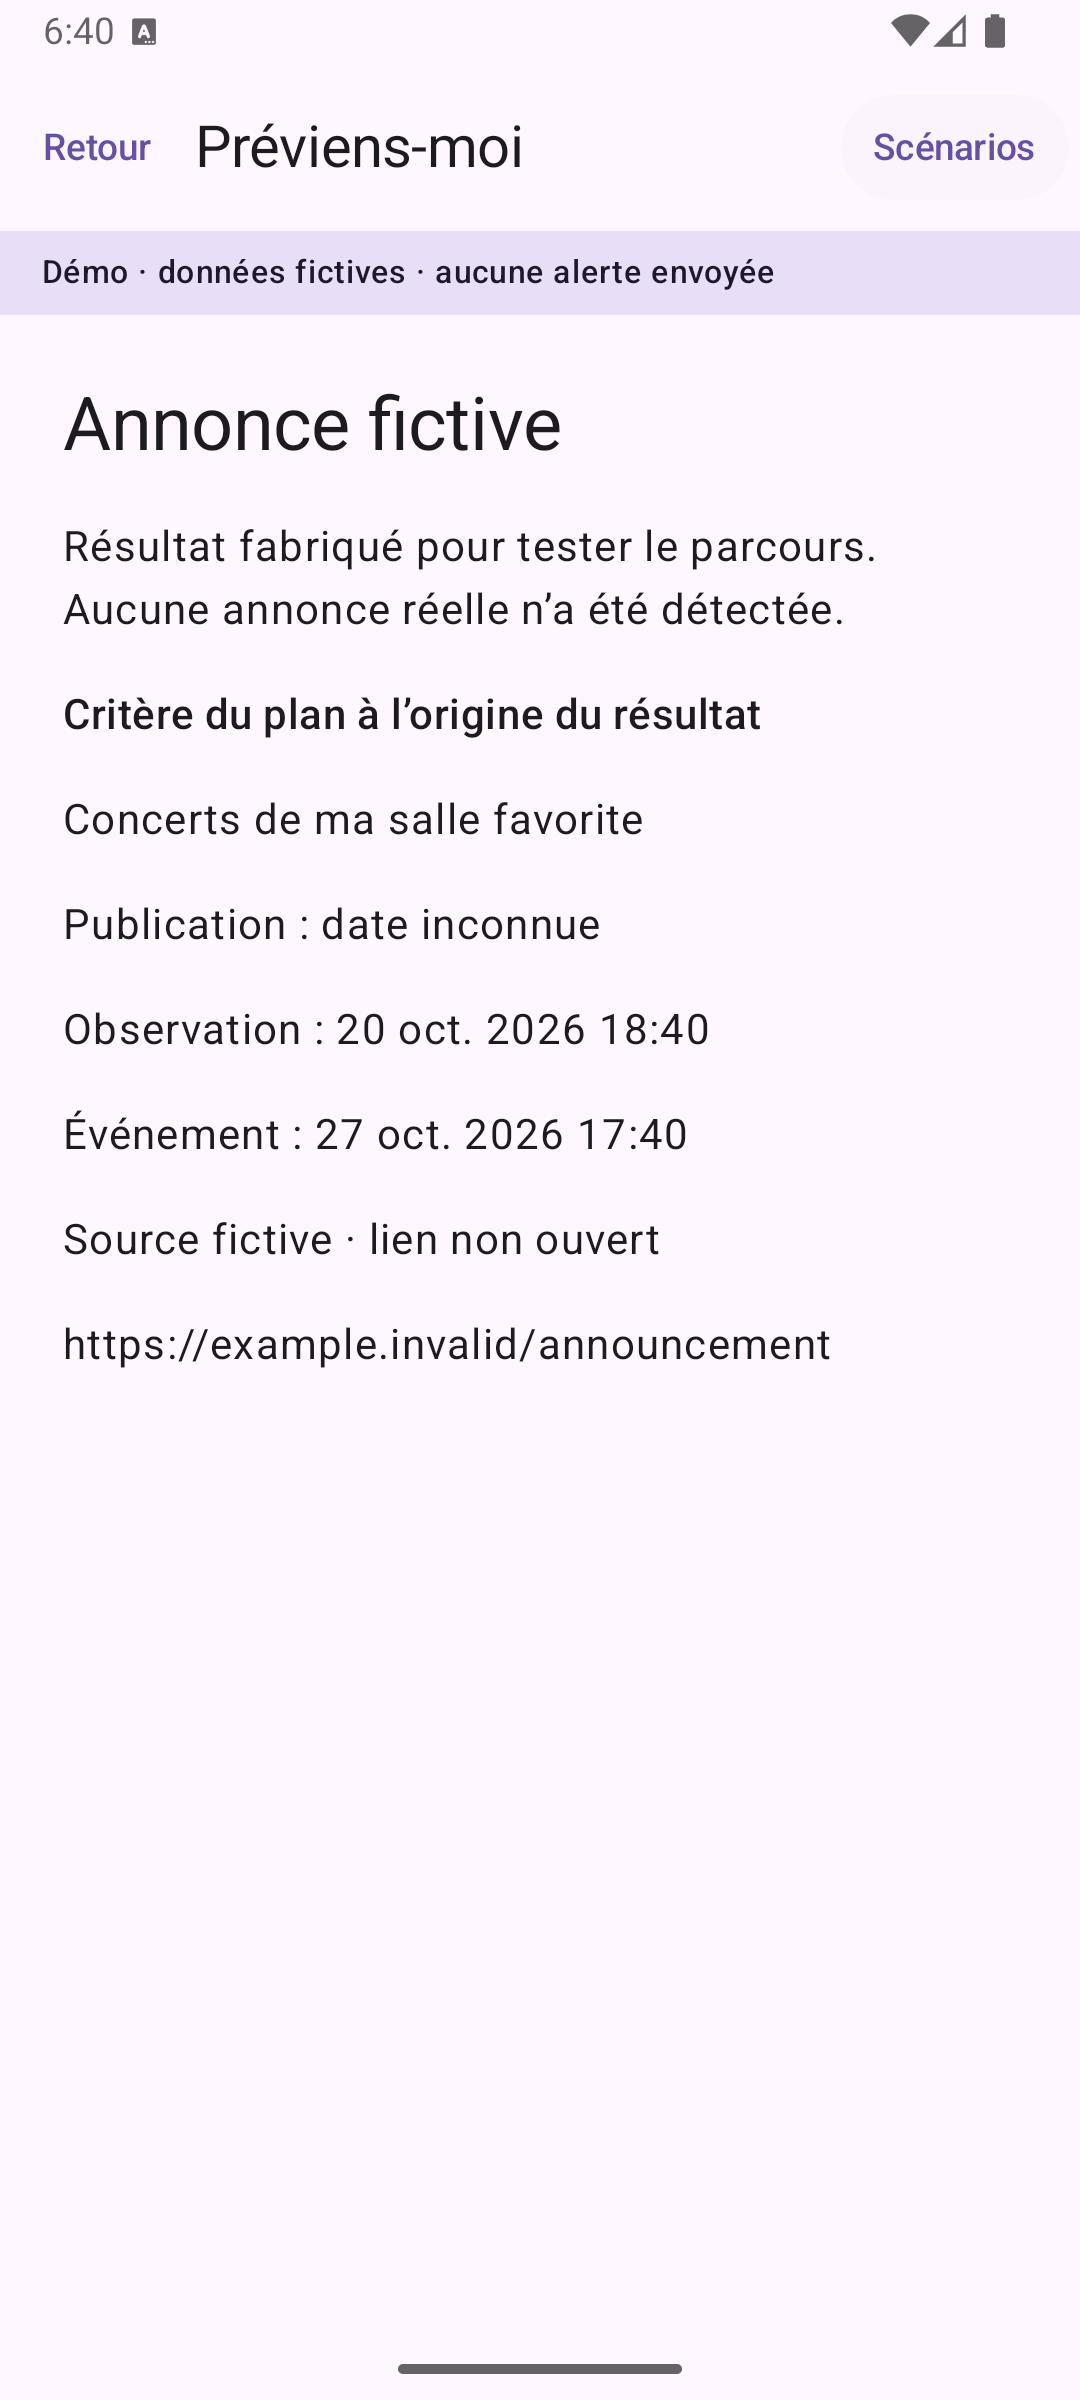 6:40
Retour Préviens-moi Scénarios
Démo · données fictives · aucune alerte envoyée
Annonce fictive
Résultat fabriqué pour tester le parcours.
Aucune annonce réelle n’a été détectée.
Critère du plan à l’origine du résultat
Concerts de ma salle favorite
Publication : date inconnue
Observation : 20 oct. 2026 18:40
Événement : 27 oct. 2026 17:40
Source fictive · lien non ouvert
https://example.invalid/announcement